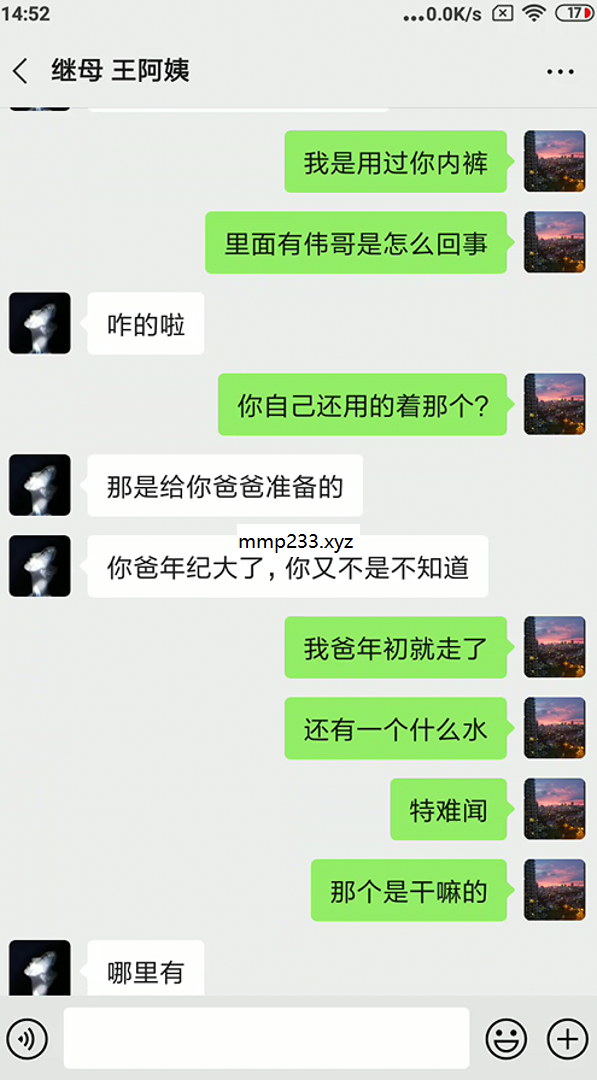 14:52
...0.0K/s
17
继母 王阿姨
我是用过你内裤
里面有伟哥是怎么回事
咋的啦
你自己还用的着那个?
那是给你爸爸准备的
mmp233.xyz
你爸年纪大了,你又不是不知道
我爸年初就走了
还有一个什么水
特难闻
那个是干嘛的
哪里有